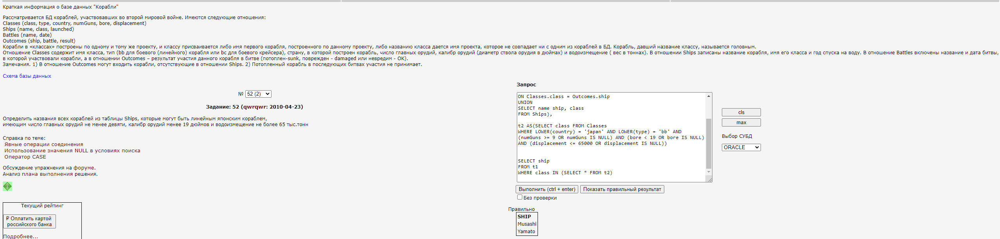 Краткая информация о базе данных "Корабли"
Рассматривается БД кораблей, участвовавших во второй мировой войне. Имеются следующие отношения:
Classes (class, type, country, numGuns, bore, displacement)
Ships (name, class, launched)
Battles (name, date)
Outcomes (ship, battle, result)
Корабли в «классах» построены по одному и тому же проекту, и классу присваивается либо имя первого корабля, построенного по данному проекту, либо названию класса дается имя проекта, которое не совпадает ни с одним из кораблей в БД. Корабль, давший название классу, называется головным.
Отношение Classes содержит имя класса, тип (bb для боевого (линейного) корабля или bc для боевого крейсера), страну, в которой построен корабль, число главных орудий, калибр орудий (диаметр ствола орудия в дюймах) и водоизмещение ( вес в тоннах). В отношении Ships записаны название корабля, имя его класса и год спуска на воду. В отношение Battles включены название и дата битвы,
в которой участвовали корабли, а в отношении Outcomes – результат участия данного корабля в битве (потоплен-sunk, поврежден - damaged или невредим - OK).
Замечания. 1) В отношение Outcomes могут входить корабли, отсутствующие в отношении Ships. 2) Потопленный корабль в последующих битвах участия не принимает.
Схема базы данных
№ 52 (2)
Задание: 52 (qwrqwr: 2010-04-23)
Определить названия всех кораблей из таблицы Ships, которые могут быть линейным японским кораблем,
имеющим число главных орудий не менее девяти, калибр орудий менее 19 дюймов и водоизмещение не более 65 тыс.тонн
Справка по теме:
Явные операции соединения
Использование значения NULL в условиях поиска
Оператор CASE
Обсуждение упражнения на форуме.
Анализ плана выполнения решения.
Текущий рейтинг
₽ Оплатить картой
российского банка
Подробнее...
Запрос
ON Classes.class = Outcomes.ship
UNION
SELECT name ship, class
FROM Ships),
t2 AS(SELECT class FROM Classes
WHERE LOWER(country) = 'japan' AND LOWER(type) = 'bb' AND
(numGuns >= 9 OR numGuns IS NULL) AND (bore < 19 OR bore IS NULL)
AND (displacement <= 65000 OR displacement IS NULL))
SELECT ship
FROM t1
WHERE class IN (SELECT * FROM t2)
cls
max
Выбор СУБД
ORACLE
Выполнить (ctrl + enter) Показать правильный результат
Без проверки
Правильно
SHIP
Musashi
Yamato